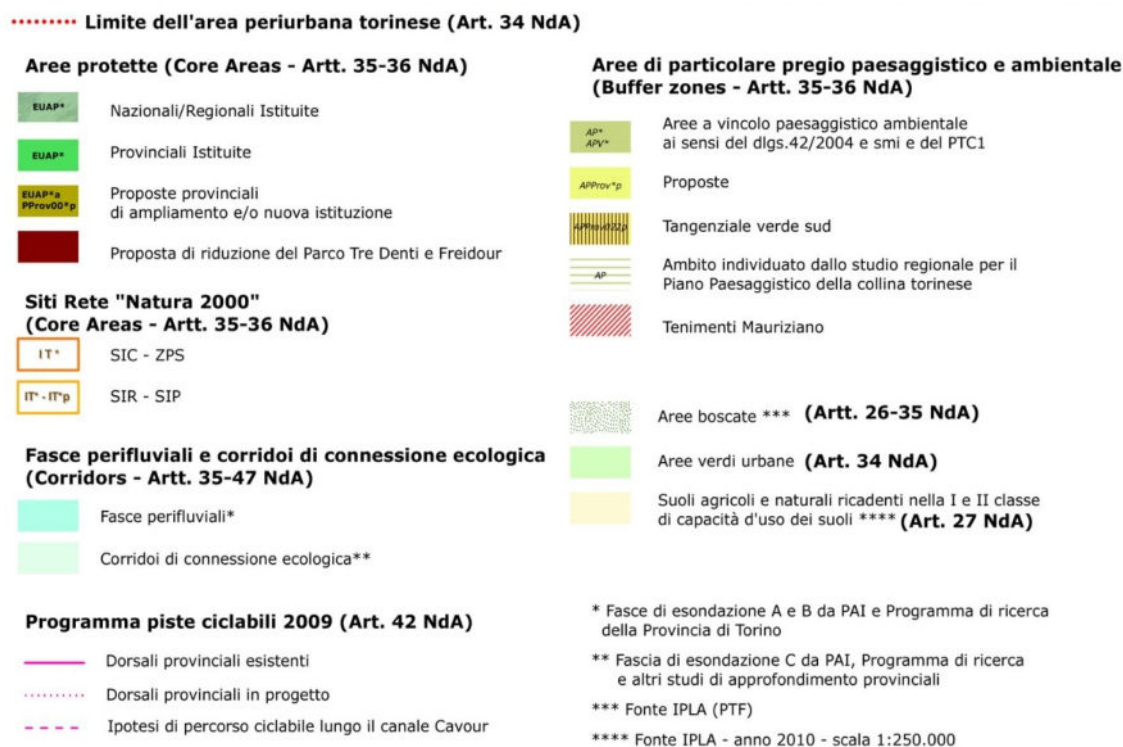 Limite dell'area periurbana torinese (Art. 34 NdA)
Aree protette (Core Areas - Artt. 35-36 NdA)
EUAP*
Nazionali/Regionali Istituite
EUAP*
Provinciali Istituite
EUAP*a
PProv00*p
Proposte provinciali
di ampliamento e/o nuova istituzione
Proposta di riduzione del Parco Tre Denti e Freidour
Siti Rete "Natura 2000"
(Core Areas - Artt. 35-36 NdA)
IT*
SIC - ZPS
IT* - IT*p
SIR - SIP
Fasce perifluviali e corridoi di connessione ecologica
(Corridors - Artt. 35-47 NdA)
Fasce perifluviali*
Corridoi di connessione ecologica**
Programma piste ciclabili 2009 (Art. 42 NdA)
Dorsali provinciali esistenti
Dorsali provinciali in progetto
Ipotesi di percorso ciclabile lungo il canale Cavour
Aree di particolare pregio paesaggistico e ambientale
(Buffer zones - Artt. 35-36 NdA)
AP*
APV*
Aree a vincolo paesaggistico ambientale
ai sensi del dlgs.42/2004 e smi e del PTC1
APProv*p
Proposte
Tangenziale verde sud
AP
Ambito individuato dallo studio regionale per il
Piano Paesaggistico della collina torinese
Tenimenti Mauriziano
Aree boscate *** (Artt. 26-35 NdA)
Aree verdi urbane (Art. 34 NdA)
Suoli agricoli e naturali ricadenti nella I e II classe
di capacità d'uso dei suoli **** (Art. 27 NdA)
* Fasce di esondazione A e B da PAI e Programma di ricerca
della Provincia di Torino
** Fascia di esondazione C da PAI, Programma di ricerca
e altri studi di approfondimento provinciali
*** Fonte IPLA (PTF)
**** Fonte IPLA - anno 2010 - scala 1:250.000